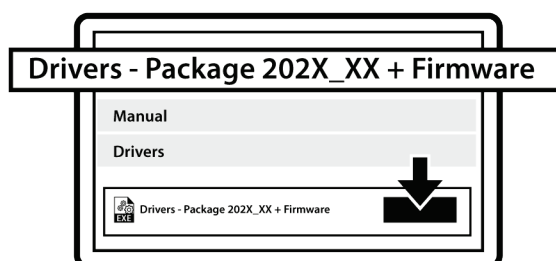 Drivers - Package 202X_XX + Firmware
Manual
Drivers
EXE Drivers - Package 202X_XX + Firmware